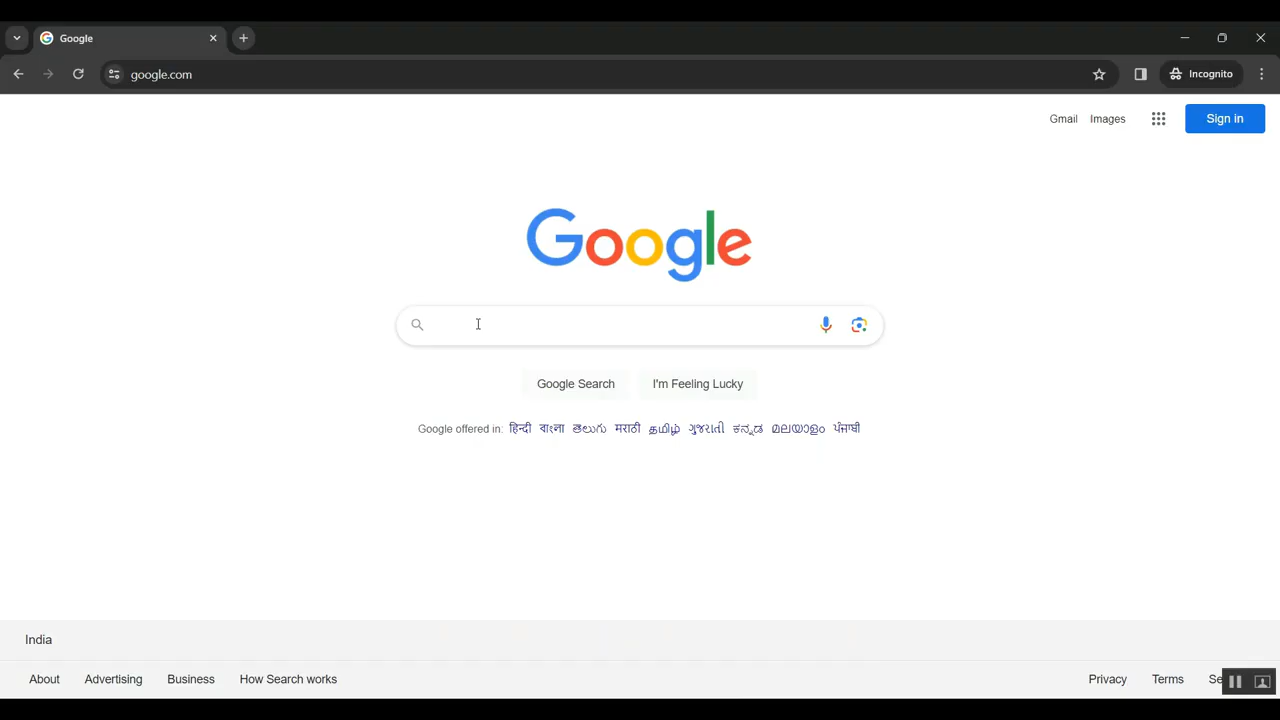 Google
google.com
Incognito
Gmail Images
Sign in
Google
Google Search I'm Feeling Lucky
Google offered in: हिन्दी বাংলা తెలుగు मराठी தமிழ் ગુજરાતી ಕನ್ನಡ മലയാളം ਪੰਜਾਬੀ
India
About Advertising Business How Search works Privacy Terms